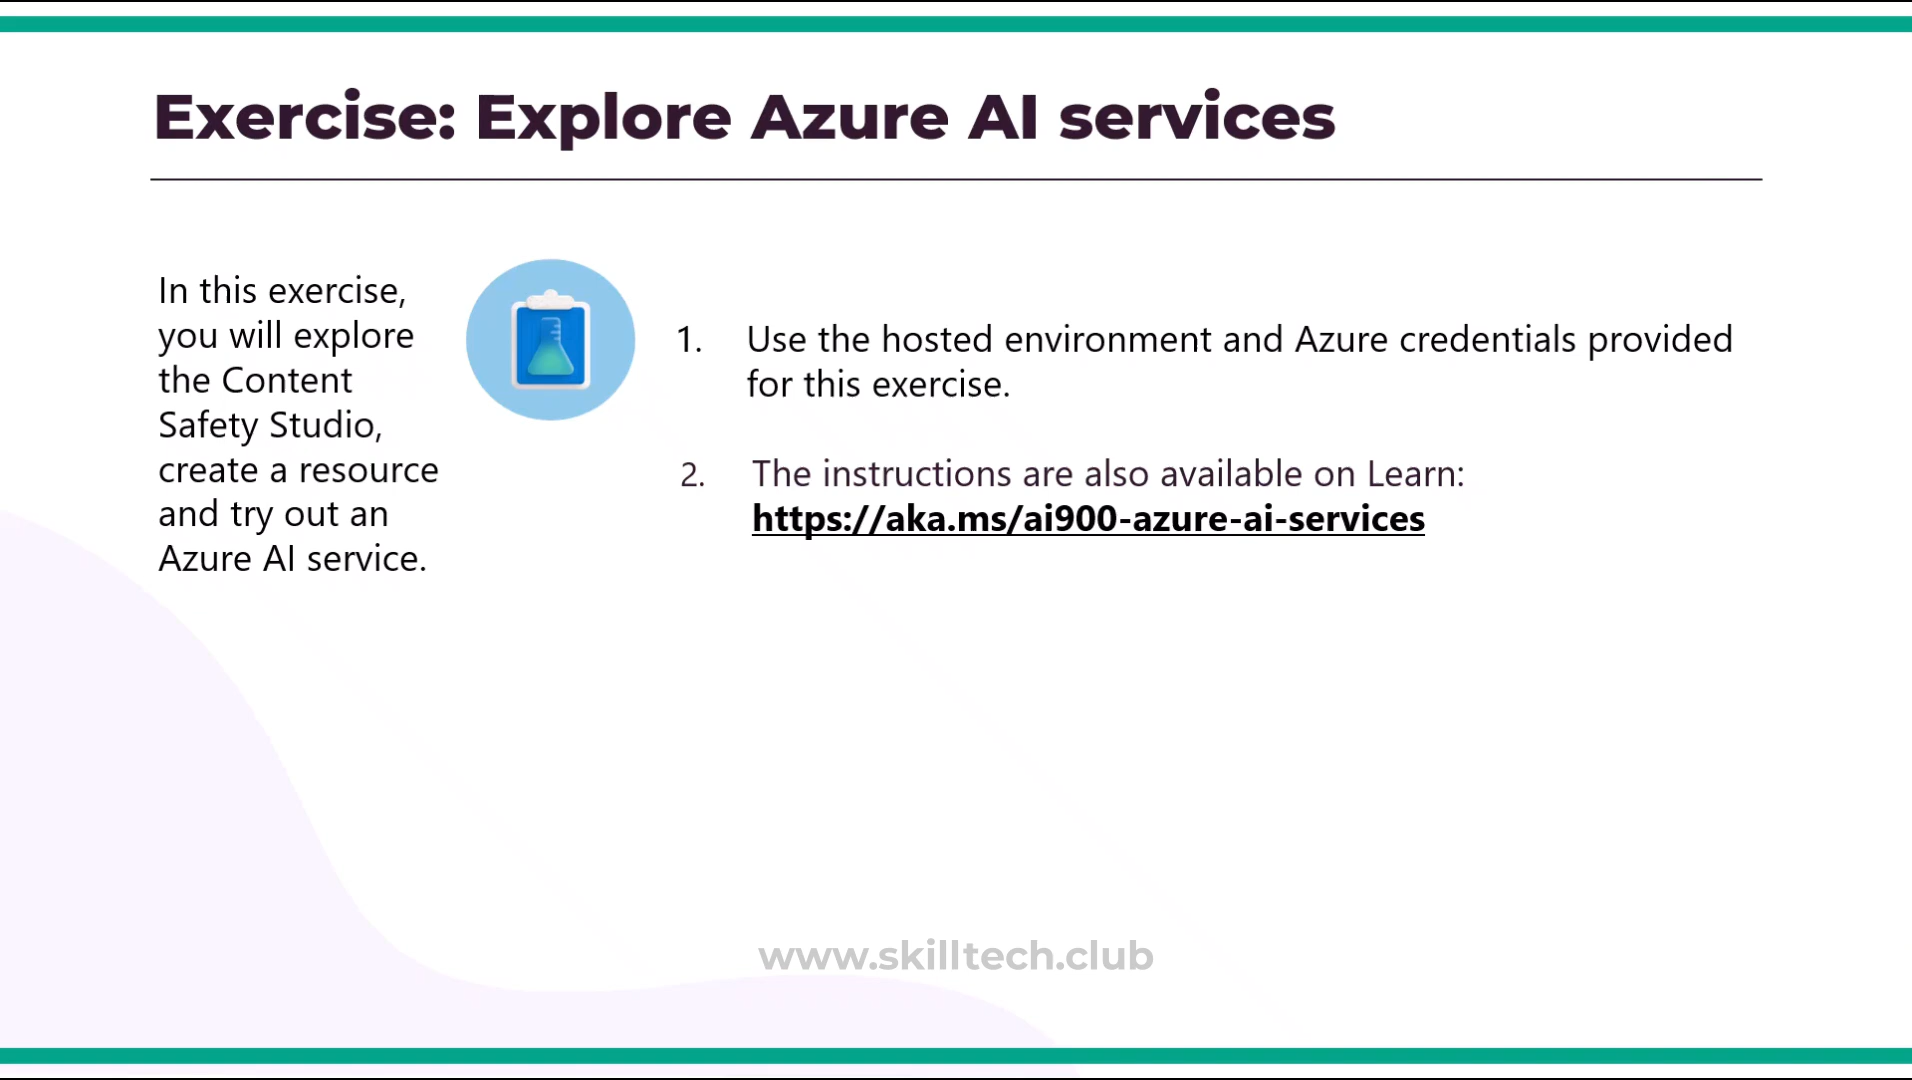 Exercise: Explore Azure AI services
In this exercise,
you will explore
the Content
Safety Studio,
create a resource
and try out an
Azure AI service.
1. Use the hosted environment and Azure credentials provided
for this exercise.
2. The instructions are also available on Learn:
https://aka.ms/ai900-azure-ai-services
www.skilltech.club